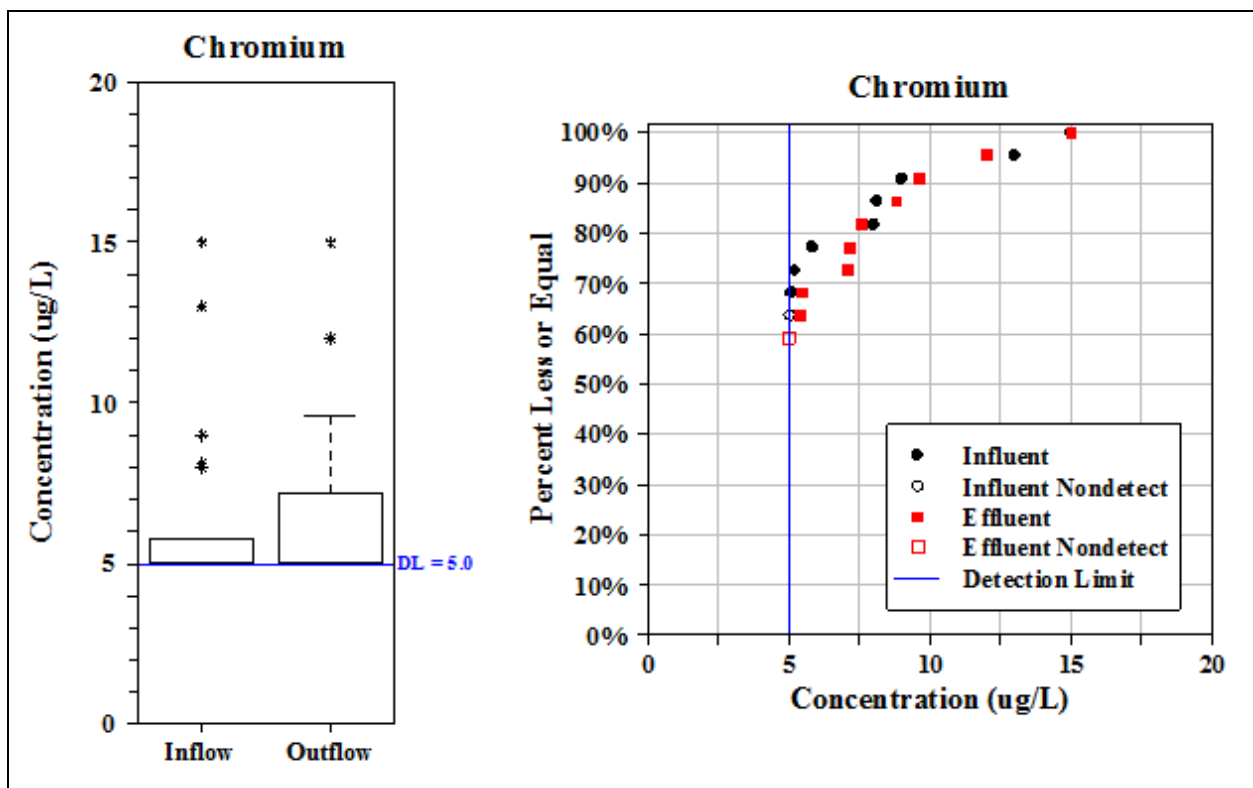 Chromium
20
15
10
5
0
Concentration (ug/L)
DL = 5.0
Inflow
Outflow
Chromium
100%
90%
80%
70%
60%
50%
40%
30%
20%
10%
0%
Percent Less or Equal
Influent
Influent Nondetect
Effluent
Effluent Nondetect
Detection Limit
0
5
10
15
20
Concentration (ug/L)